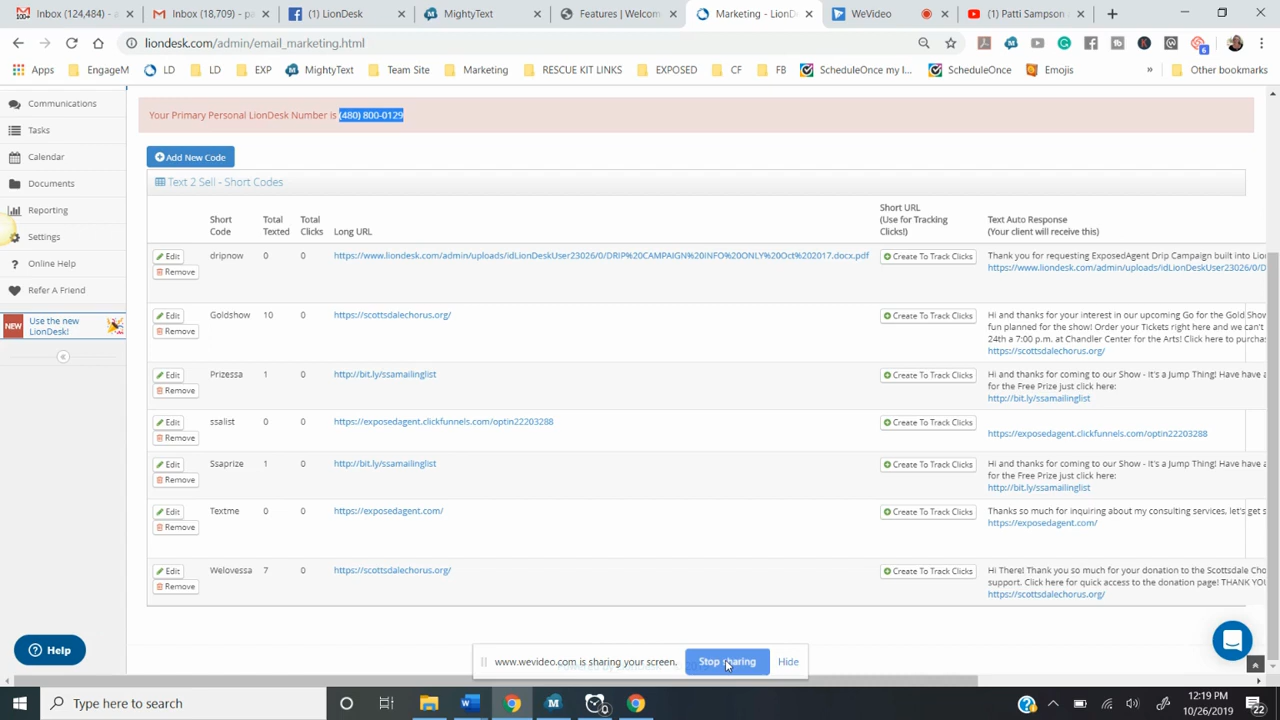 Inbox (124,484) - a
Inbox (18,709) - pa
(1) LionDesk
MightyText
Features | Welcom
Marketing - LionD
WeVideo
(1) Patti Sampson
liondesk.com/admin/email_marketing.html
Apps
EngageM
LD
LD
EXP
MightyText
Team Site
Marketing
RESCUE KIT LINKS
EXPOSED
CF
FB
ScheduleOnce my l...
ScheduleOnce
Emojis
»
Other bookmarks
Communications
Tasks
Calendar
Documents
Reporting
Settings
Online Help
Refer A Friend
NEW Use the new
LionDesk!
Your Primary Personal LionDesk Number is (480) 800-0129
Add New Code
Text 2 Sell - Short Codes
Short Code
Total Texted
Total Clicks
Long URL
Short URL
(Use for Tracking
Clicks!)
Text Auto Response
(Your client will receive this)
Edit
Remove
dripnow 0 0 https://www.liondesk.com/admin/uploads/idLionDeskUser23026/0/DRIP%20CAMPAIGN%20INFO%20ONLY%20Oct%202017.docx.pdf
Create To Track Clicks
Thank you for requesting ExposedAgent Drip Campaign built into Lion
https://www.liondesk.com/admin/uploads/idLionDeskUser23026/0/D
Edit
Remove
Goldshow 10 0 https://scottsdalechorus.org/
Create To Track Clicks
Hi and thanks for your interest in our upcoming Go for the Gold Show
fun planned for the show! Order your Tickets right here and we can't
24th a 7:00 p.m. at Chandler Center for the Arts! Click here to purcha
https://scottsdalechorus.org/
Edit
Remove
Prizessa 1 0 http://bit.ly/ssamailinglist
Create To Track Clicks
Hi and thanks for coming to our Show - It's a Jump Thing! Have have a
for the Free Prize just click here:
http://bit.ly/ssamailinglist
Edit
Remove
ssalist 0 0 https://exposedagent.clickfunnels.com/optin22203288
Create To Track Clicks
https://exposedagent.clickfunnels.com/optin22203288
Edit
Remove
Ssaprize 1 0 http://bit.ly/ssamailinglist
Create To Track Clicks
Hi and thanks for coming to our Show - It's a Jump Thing! Have have a
for the Free Prize just click here:
http://bit.ly/ssamailinglist
Edit
Remove
Textme 0 0 https://exposedagent.com/
Create To Track Clicks
Thanks so much for inquiring about my consulting services, let's get s
https://exposedagent.com/
Edit
Remove
Welovessa 7 0 https://scottsdalechorus.org/
Create To Track Clicks
Hi There! Thank you so much for your donation to the Scottsdale Cho
support. Click here for quick access to the donation page! THANK YOU
https://scottsdalechorus.org/
Help
www.wevideo.com is sharing your screen.
Stop sharing
Hide
Type here to search
12:19 PM
10/26/2019
22